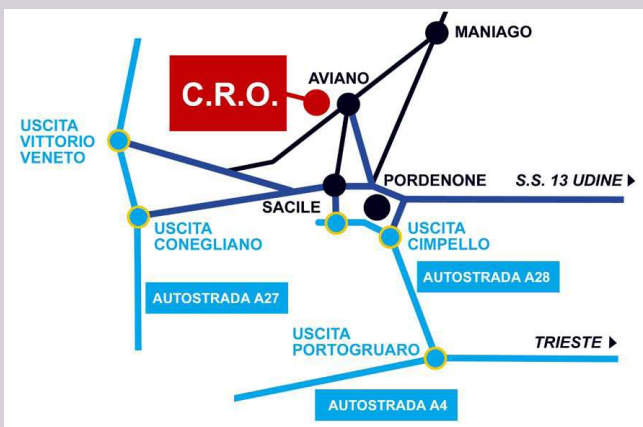 MANIAGO
AVIANO
C.R.O.
USCITA
VITTORIO
VENETO
PORDENONE
S.S. 13 UDINE
SACILE
USCITA
CONEGLIANO
USCITA
CIMPELLO
AUTOSTRADA A28
AUTOSTRADA A27
USCITA
PORTOGRUARO
TRIESTE
AUTOSTRADA A4